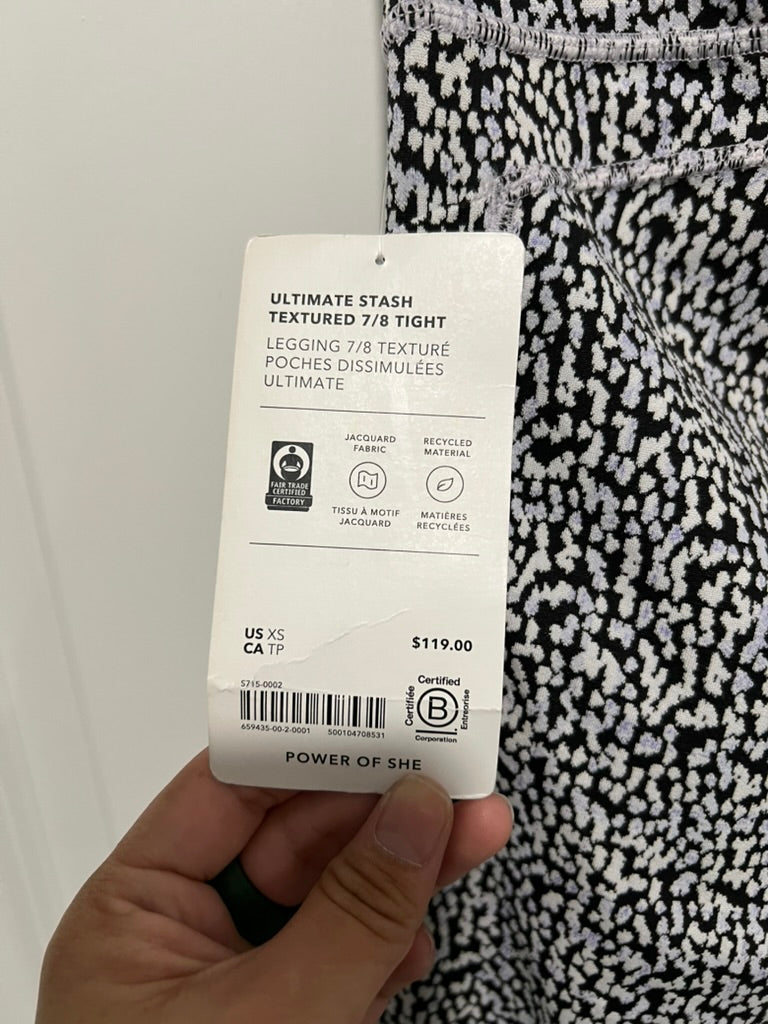 ULTIMATE STASH
TEXTURED 7/8 TIGHT
LEGGING 7/8 TEXTURÉ
POCHES DISSIMULÉES
ULTIMATE
FAIR TRADE
CERTIFIED
FACTORY
JACQUARD
FABRIC
TISSU À MOTIF
JACQUARD
RECYCLED
MATERIAL
MATIÈRES
RECYCLÉES
US XS
CA TP
$119.00
5715-0002
659435-00-2-0001 500104708531
Certified
Certifiée
B
Entreprise
Corporation
POWER OF SHE